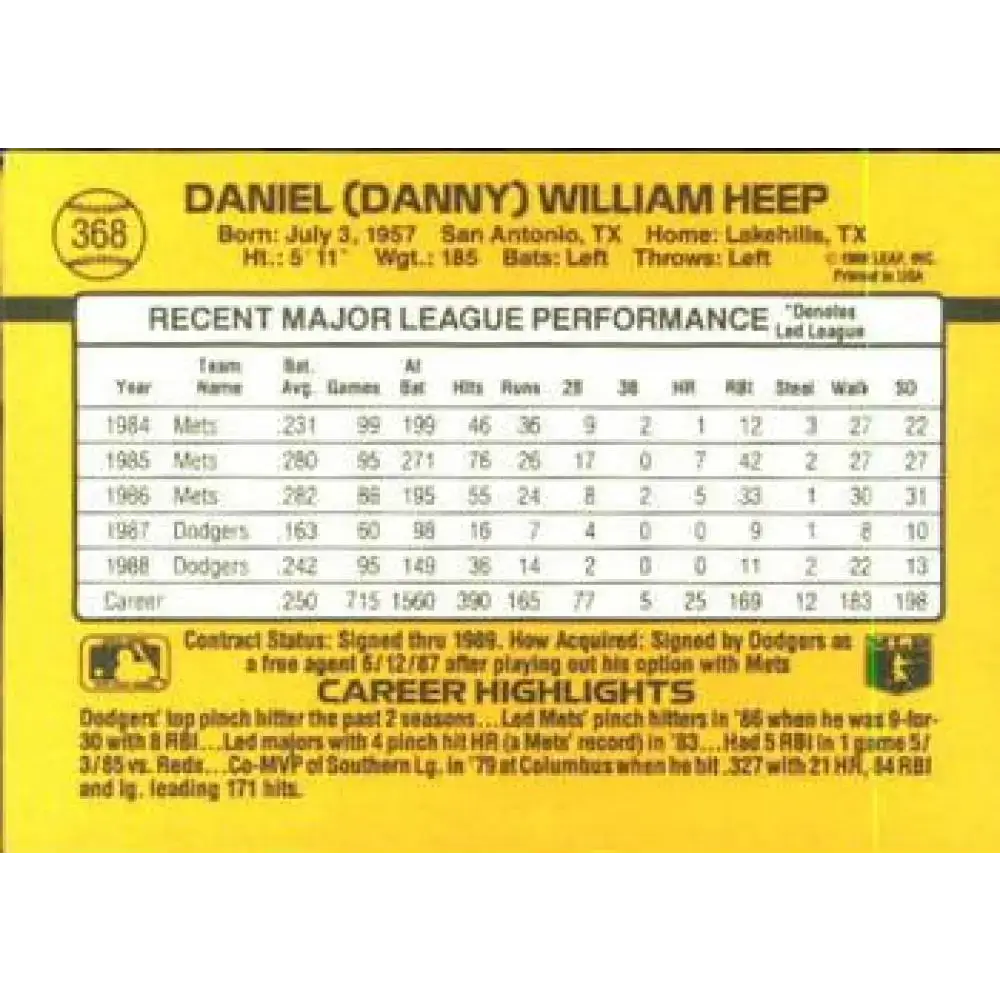 368
DANIEL (DANNY) WILLIAM HEEP
Born: July 3, 1957 San Antonio, TX Home: Lakehills, TX
Ht.: 5'11" Wgt.: 185 Bats: Left Throws: Left
© LEAF, INC.
Printed in USA
RECENT MAJOR LEAGUE PERFORMANCE *Denotes
Led League
Team Bat. At
Year Name Avg. Games Bat Hits Runs 2B 3B HR RBI Steal Walk SO
1984 Mets .231 99 199 46 36 9 2 1 12 3 27 22
1985 Mets .280 95 271 76 26 17 0 7 42 2 27 27
1986 Mets .282 86 195 55 24 8 2 5 33 1 30 31
1987 Dodgers .163 60 98 16 7 4 0 0 9 1 8 10
1988 Dodgers .242 95 149 36 14 2 0 0 11 2 22 13
Career .250 715 1560 390 165 77 5 25 169 12 183 198
Contract Status: Signed thru 1989. How Acquired: Signed by Dodgers as
a free agent 6/12/87 after playing out his option with Mets
CAREER HIGHLIGHTS
Dodgers' top pinch hitter the past 2 seasons...Led Mets' pinch hitters in '86 when he was 9-for-
30 with 8 RBI...Led majors with 4 pinch hit HR (a Mets' record) in '83...Had 5 RBI in 1 game 5/
3/85 vs. Reds...Co-MVP of Southern Lg. in '79 at Columbus when he hit .327 with 21 HR, 84 RBI
and lg. leading 171 hits.